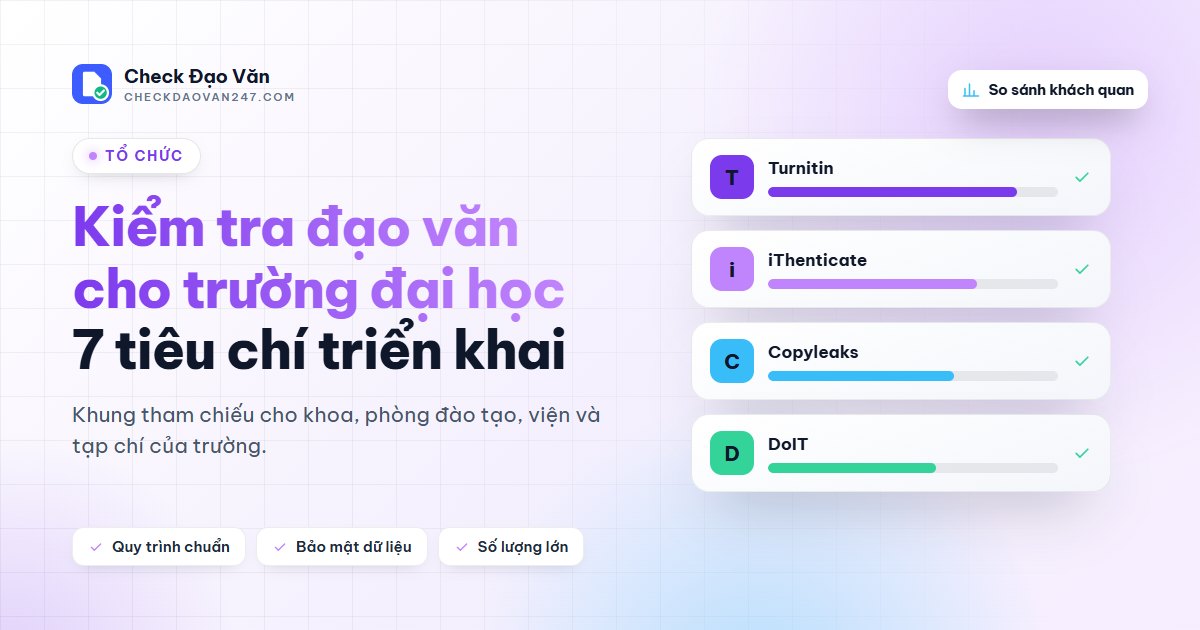 Check Đạo Văn
CHECKDAOVAN247.COM
So sánh khách quan
TỔ CHỨC
Kiểm tra đạo văn
cho trường đại học
7 tiêu chí triển khai
Khung tham chiếu cho khoa, phòng đào tạo, viện và
tạp chí của trường.
Quy trình chuẩn
Bảo mật dữ liệu
Số lượng lớn
T
Turnitin
i
iThenticate
C
Copyleaks
D
DoIT